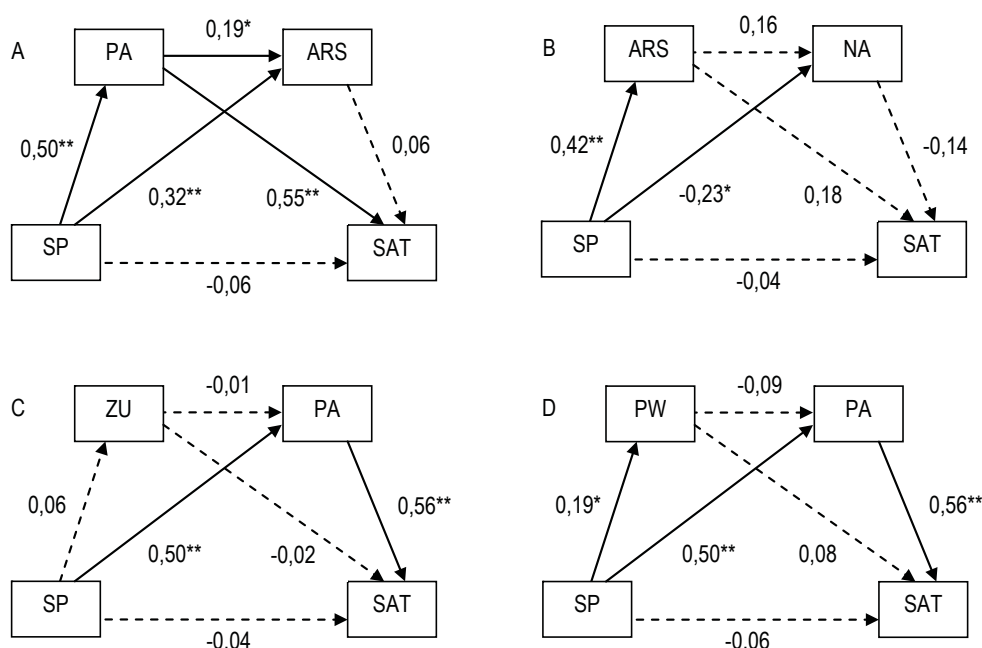 A
0,19*
PA
ARS
0,50**
0,06
0,32**
0,55**
SP
SAT
-0,06
B
0,16
ARS
NA
0,42**
-0,14
-0,23*
0,18
SP
SAT
-0,04
C
-0,01
ZU
PA
0,06
0,56**
0,50**
-0,02
SP
SAT
-0,04
D
-0,09
PW
PA
0,19*
0,56**
0,50**
0,08
SP
SAT
-0,06